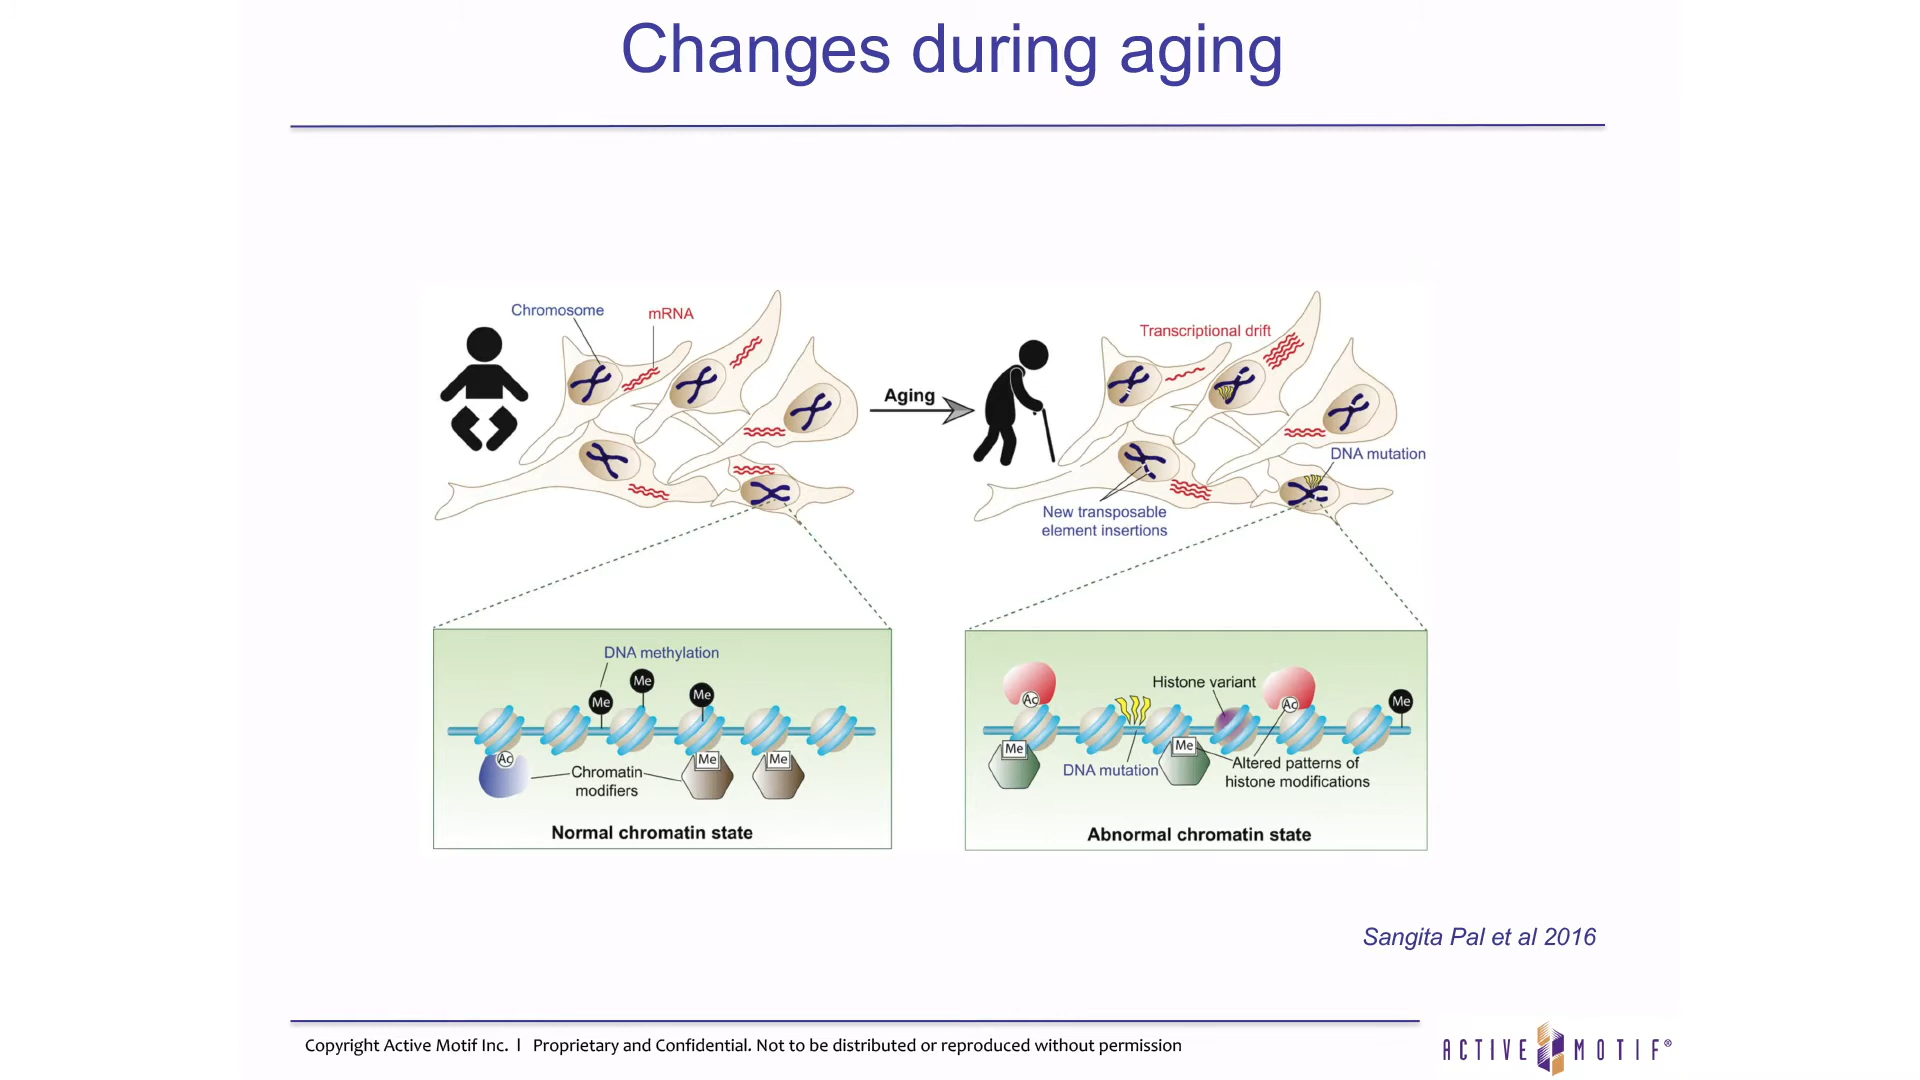 Changes during aging
Chromosome
mRNA
Aging
Transcriptional drift
DNA mutation
New transposable
element insertions
DNA methylation
Me
Me
Me
Ac
Me
Me
Chromatin
modifiers
Normal chromatin state
Ac
Histone variant
Ac
Me
Me
Me
DNA mutation
Altered patterns of
histone modifications
Abnormal chromatin state
Sangita Pal et al 2016
Copyright Active Motif Inc. I Proprietary and Confidential. Not to be distributed or reproduced without permission
ACTIVE MOTIF®